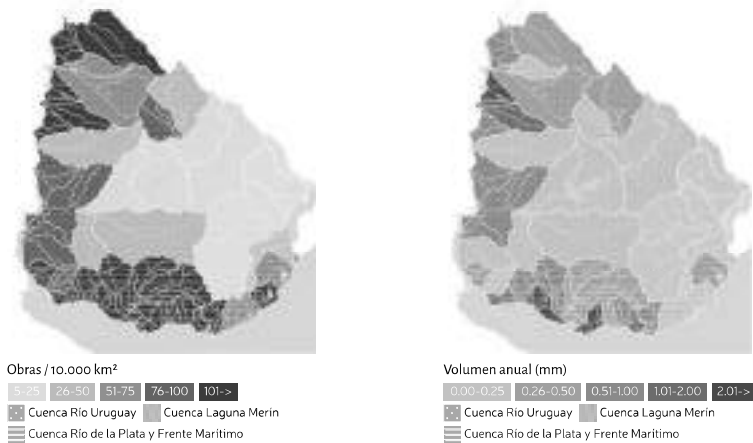 Obras / 10.000 km²
5-25 26-50 51-75 76-100 101->
Cuenca Río Uruguay Cuenca Laguna Merín
Cuenca Río de la Plata y Frente Marítimo
Volumen anual (mm)
0.00-0.25 0.26-0.50 0.51-1.00 1.01-2.00 2.01->
Cuenca Río Uruguay Cuenca Laguna Merín
Cuenca Río de la Plata y Frente Marítimo